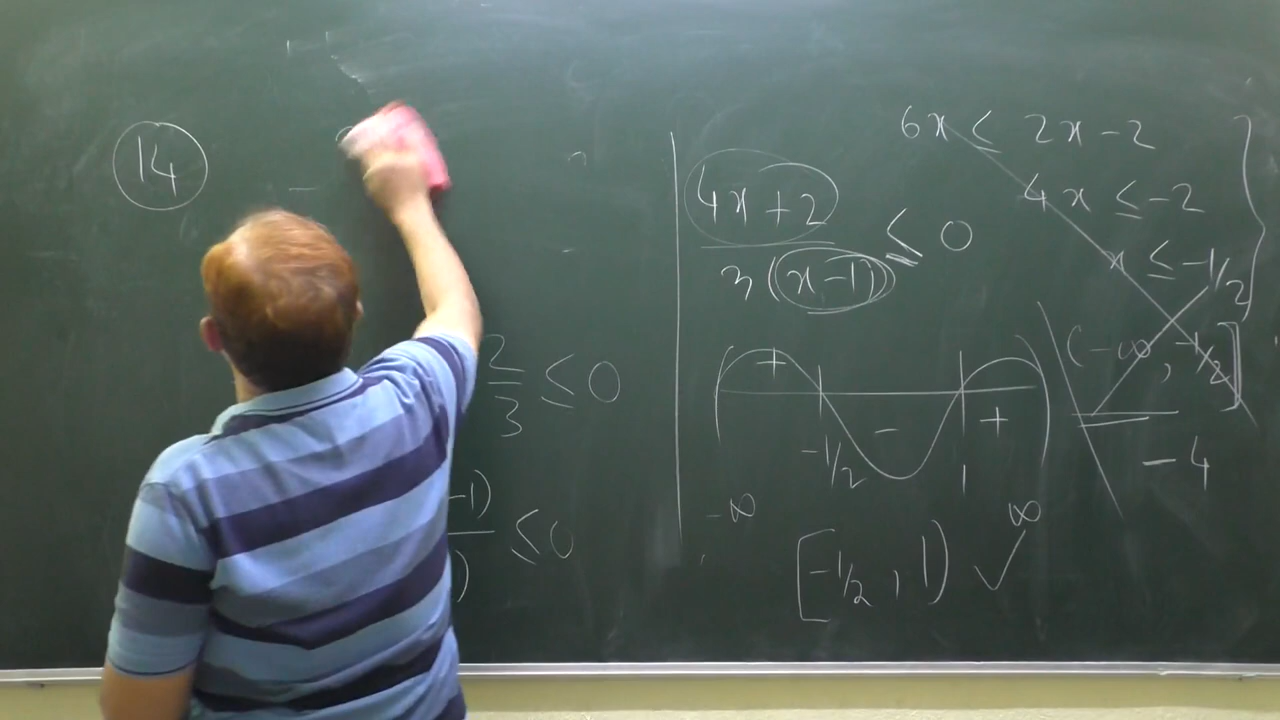 14
2/3 ≤ 0
-1)
)
≤ 0
4x + 2
3(x - 1)
≤ 0
+ - +
-1/2 1
-∞ ∞
[-1/2, 1) ✓
6x ≤ 2x - 2
4x ≤ -2
x ≤ -1/2
(-∞, -1/2]
-4